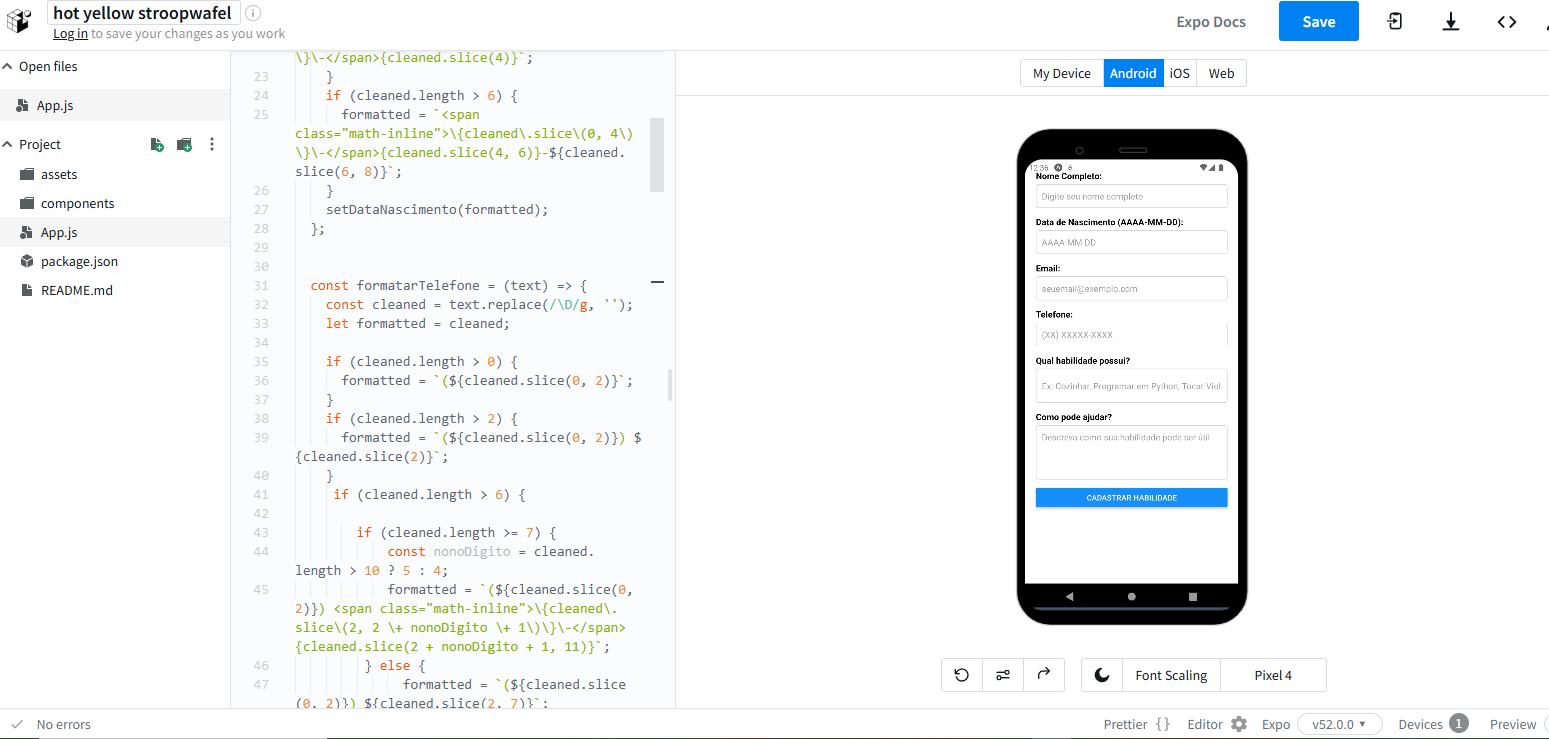 hot yellow stroopwafel
Log in to save your changes as you work
Expo Docs
Save
Open files
App.js
Project
assets
components
App.js
package.json
README.md
\}\-</span>{cleaned.slice(4)}`;
23 }
24 if (cleaned.length > 6) {
25 formatted = `<span
class="math-inline">\{cleaned\.slice\(0, 4\)
\}\-</span>{cleaned.slice(4, 6)}-${cleaned.
slice(6, 8)}`;
26 }
27 setDataNascimento(formatted);
28 };
29
30
31 const formatarTelefone = (text) => {
32 const cleaned = text.replace(/\D/g, '');
33 let formatted = cleaned;
34
35 if (cleaned.length > 0) {
36 formatted = `(${cleaned.slice(0, 2)}`;
37 }
38 if (cleaned.length > 2) {
39 formatted = `(${cleaned.slice(0, 2)}) $
{cleaned.slice(2)}`;
40 }
41 if (cleaned.length > 6) {
42
43 if (cleaned.length >= 7) {
44 const nonoDigito = cleaned.
length > 10 ? 5 : 4;
45 formatted = `(${cleaned.slice(0,
2)}) <span class="math-inline">\{cleaned\.
slice\(2, 2 \+ nonoDigito \+ 1\)\}\-</span>
{cleaned.slice(2 + nonoDigito + 1, 11)}`;
46 } else {
47 formatted = `(${cleaned.slice
(0, 2)}) ${cleaned.slice(2, 7)}`;
My Device
Android
iOS
Web
12:36
Nome Completo:
Digite seu nome completo
Data de Nascimento (AAAA-MM-DD):
AAAA-MM-DD
Email:
seuemail@exemplo.com
Telefone:
(XX) XXXXX-XXXX
Qual habilidade possui?
Ex: Cozinhar, Programar em Python, Tocar Viol
Como pode ajudar?
Descreva como sua habilidade pode ser útil
CADASTRAR HABILIDADE
Font Scaling
Pixel 4
No errors
Prettier {}
Editor
Expo
v52.0.0
Devices 1
Preview